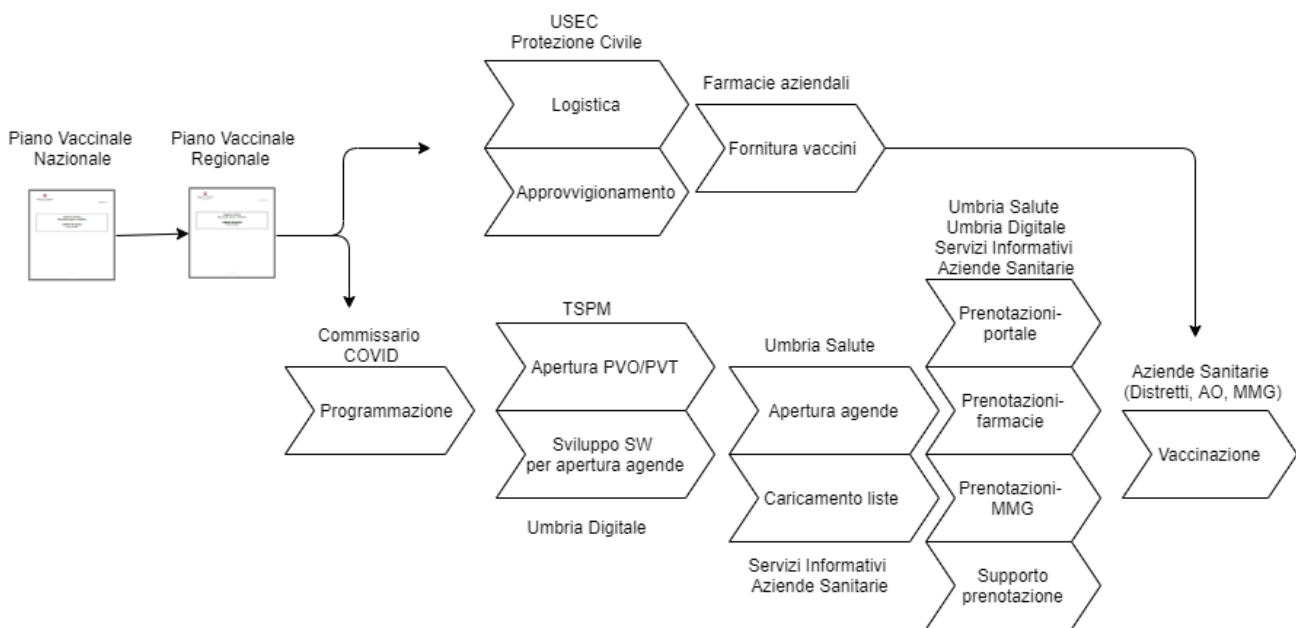 USEC
Protezione Civile
Logistica
Approvvigionamento
Farmacie aziendali
Fornitura vaccini
Piano Vaccinale
Nazionale
Piano Vaccinale
Regionale
Commissario
COVID
Programmazione
TSPM
Apertura PVO/PVT
Sviluppo SW
per apertura agende
Umbria Digitale
Umbria Salute
Apertura agende
Caricamento liste
Servizi Informativi
Aziende Sanitarie
Umbria Salute
Umbria Digitale
Servizi Informativi
Aziende Sanitarie
Prenotazioni-
portale
Prenotazioni-
farmacie
Prenotazioni-
MMG
Supporto
prenotazione
Aziende Sanitarie
(Distretti, AO, MMG)
Vaccinazione